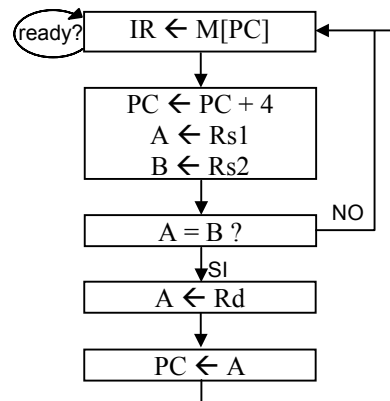 ready?
IR ← M[PC]
PC ← PC + 4
A ← Rs1
B ← Rs2
A = B ?
NO
SI
A ← Rd
PC ← A